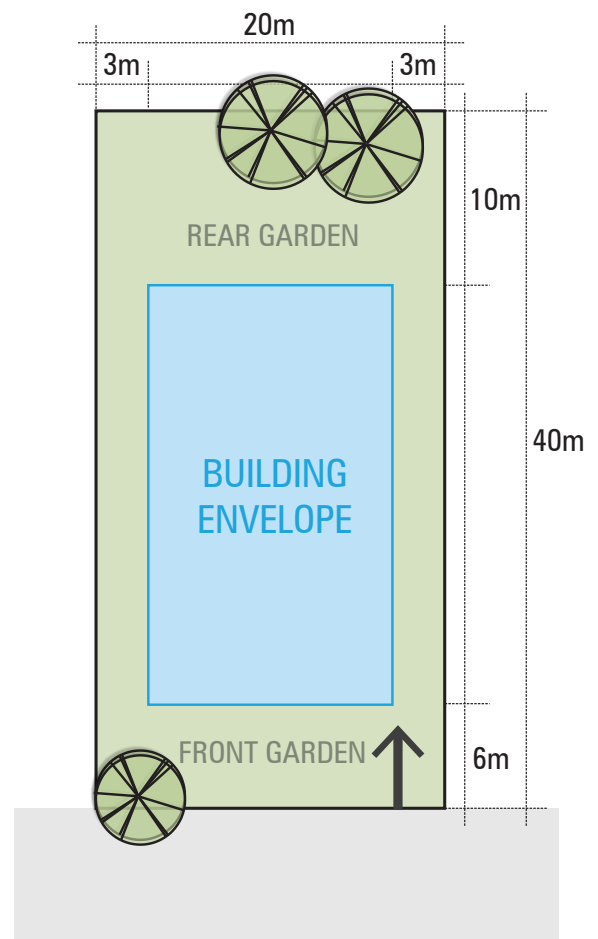 20m
3m
3m
10m
REAR GARDEN
40m
BUILDING
ENVELOPE
FRONT GARDEN
6m